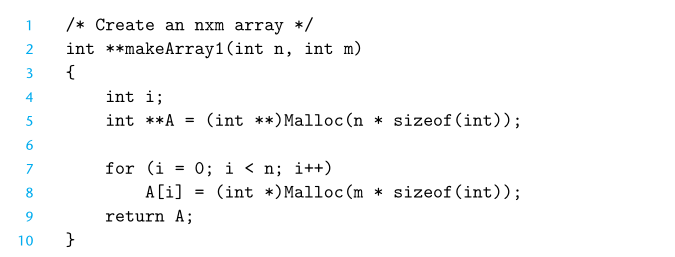 1 /* Create an nxm array */
2 int **makeArray1(int n, int m)
3 {
4     int i;
5     int **A = (int **)Malloc(n * sizeof(int));
6
7     for (i = 0; i < n; i++)
8         A[i] = (int *)Malloc(m * sizeof(int));
9     return A;
10 }